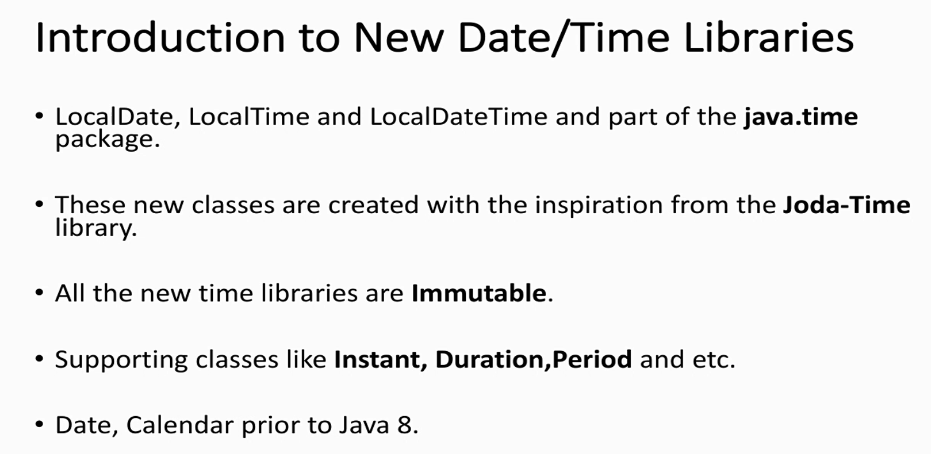 Introduction to New Date/Time Libraries
• LocalDate, LocalTime and LocalDateTime and part of the java.time
package.
• These new classes are created with the inspiration from the Joda-Time
library.
• All the new time libraries are Immutable.
• Supporting classes like Instant, Duration,Period and etc.
• Date, Calendar prior to Java 8.